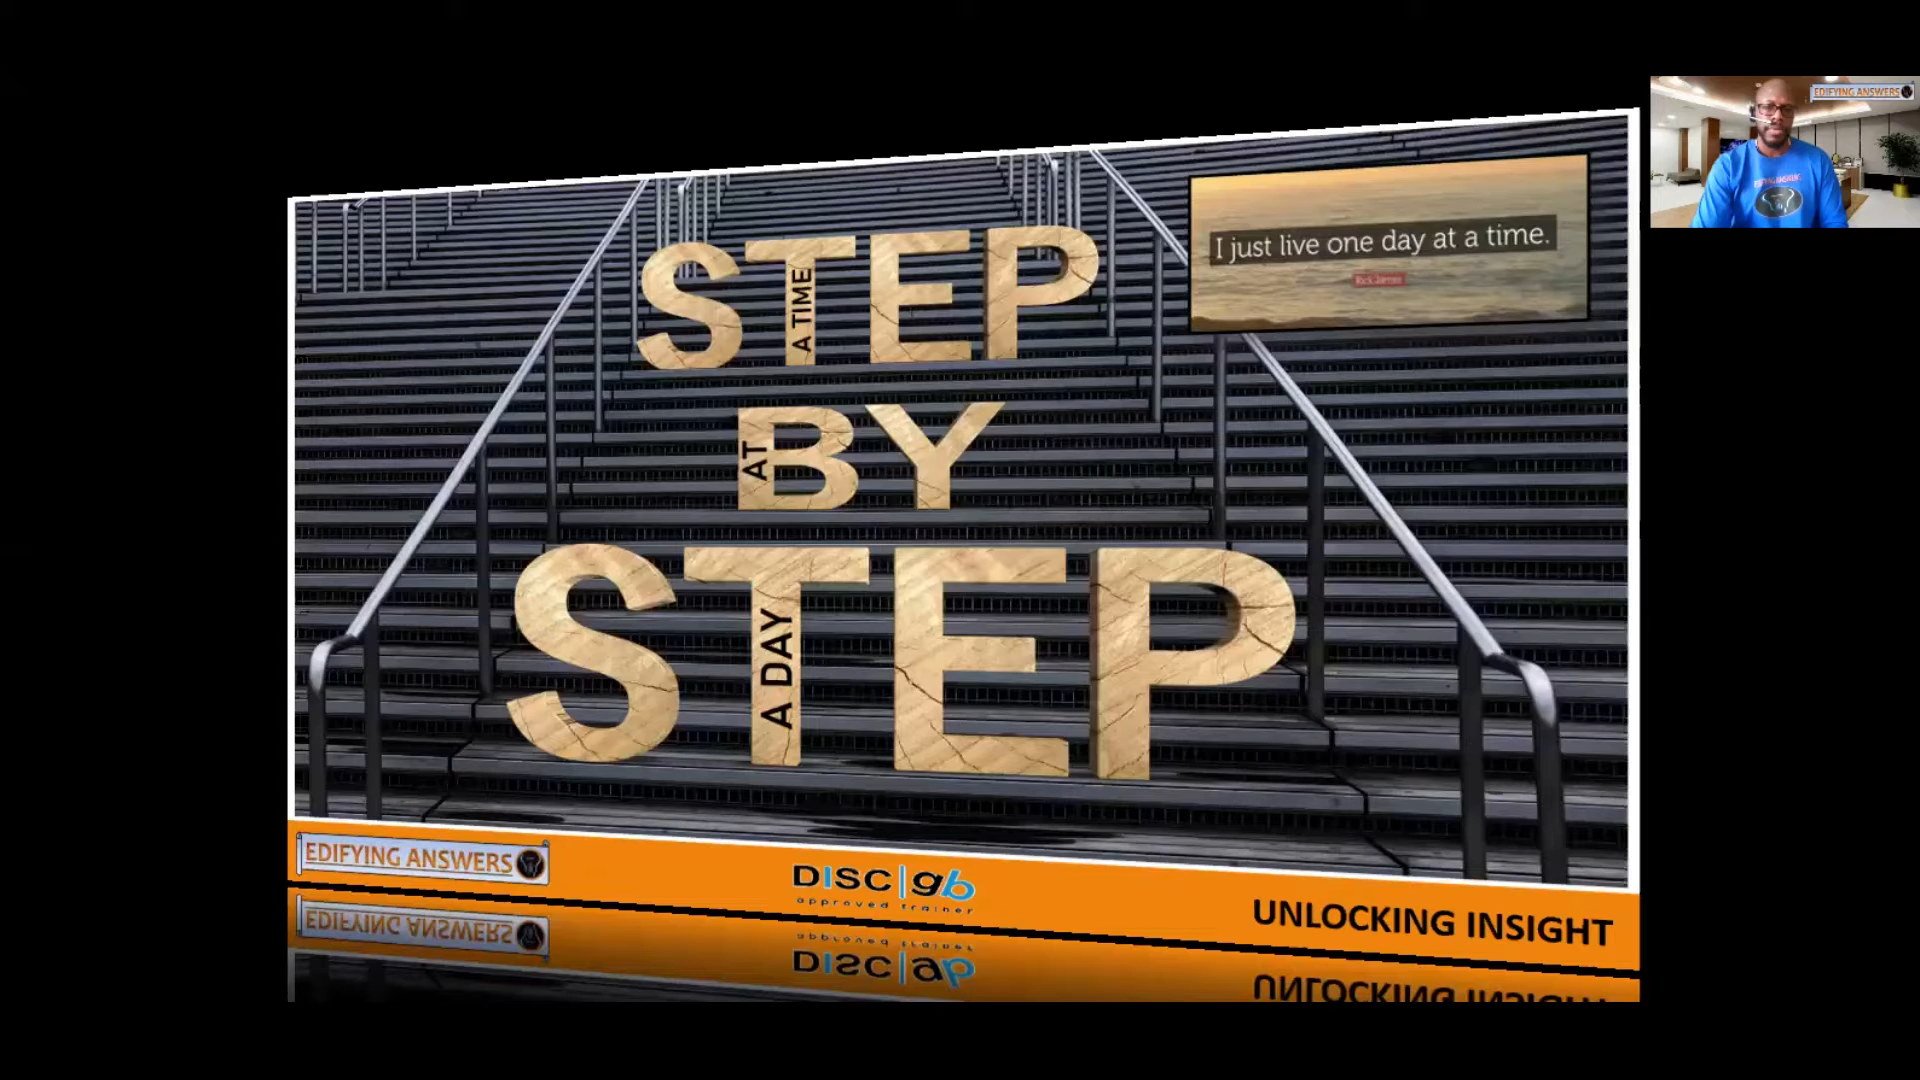 EDIFYING ANSWERS
I just live one day at a time.
STEP
A TIME
BY
AT
STEP
A DAY
EDIFYING ANSWERS
DISC|gb
approved trainer
UNLOCKING INSIGHT